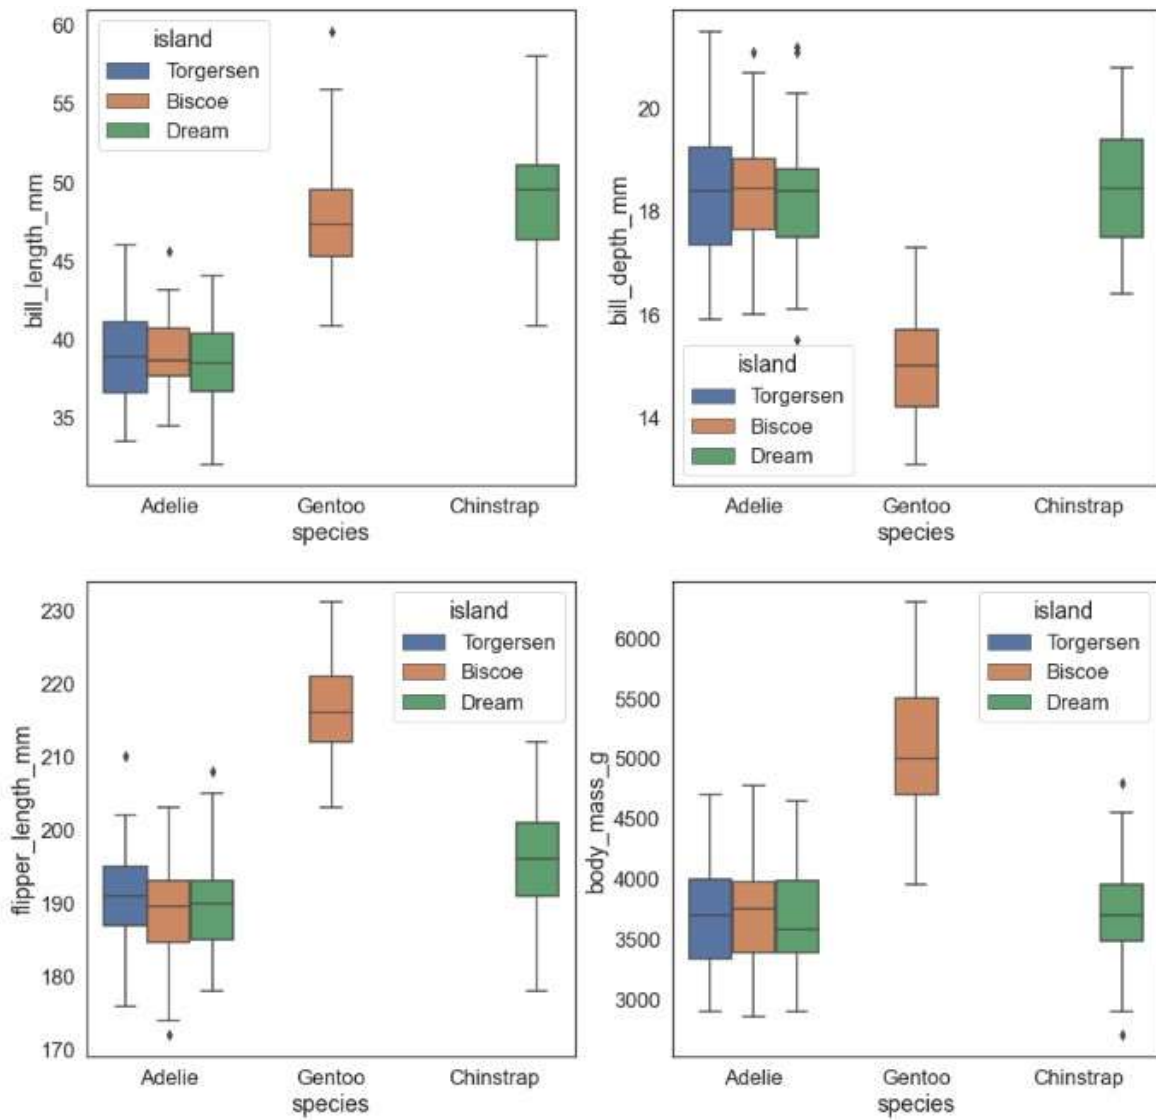 60
55
50
45
40
35
bill_length_mm
island
Torgersen
Biscoe
Dream
Adelie Gentoo Chinstrap
species
20
18
16
14
bill_depth_mm
island
Torgersen
Biscoe
Dream
Adelie Gentoo Chinstrap
species
230
220
210
200
190
180
170
flipper_length_mm
island
Torgersen
Biscoe
Dream
Adelie Gentoo Chinstrap
species
6000
5500
5000
4500
4000
3500
3000
body_mass_g
island
Torgersen
Biscoe
Dream
Adelie Gentoo Chinstrap
species